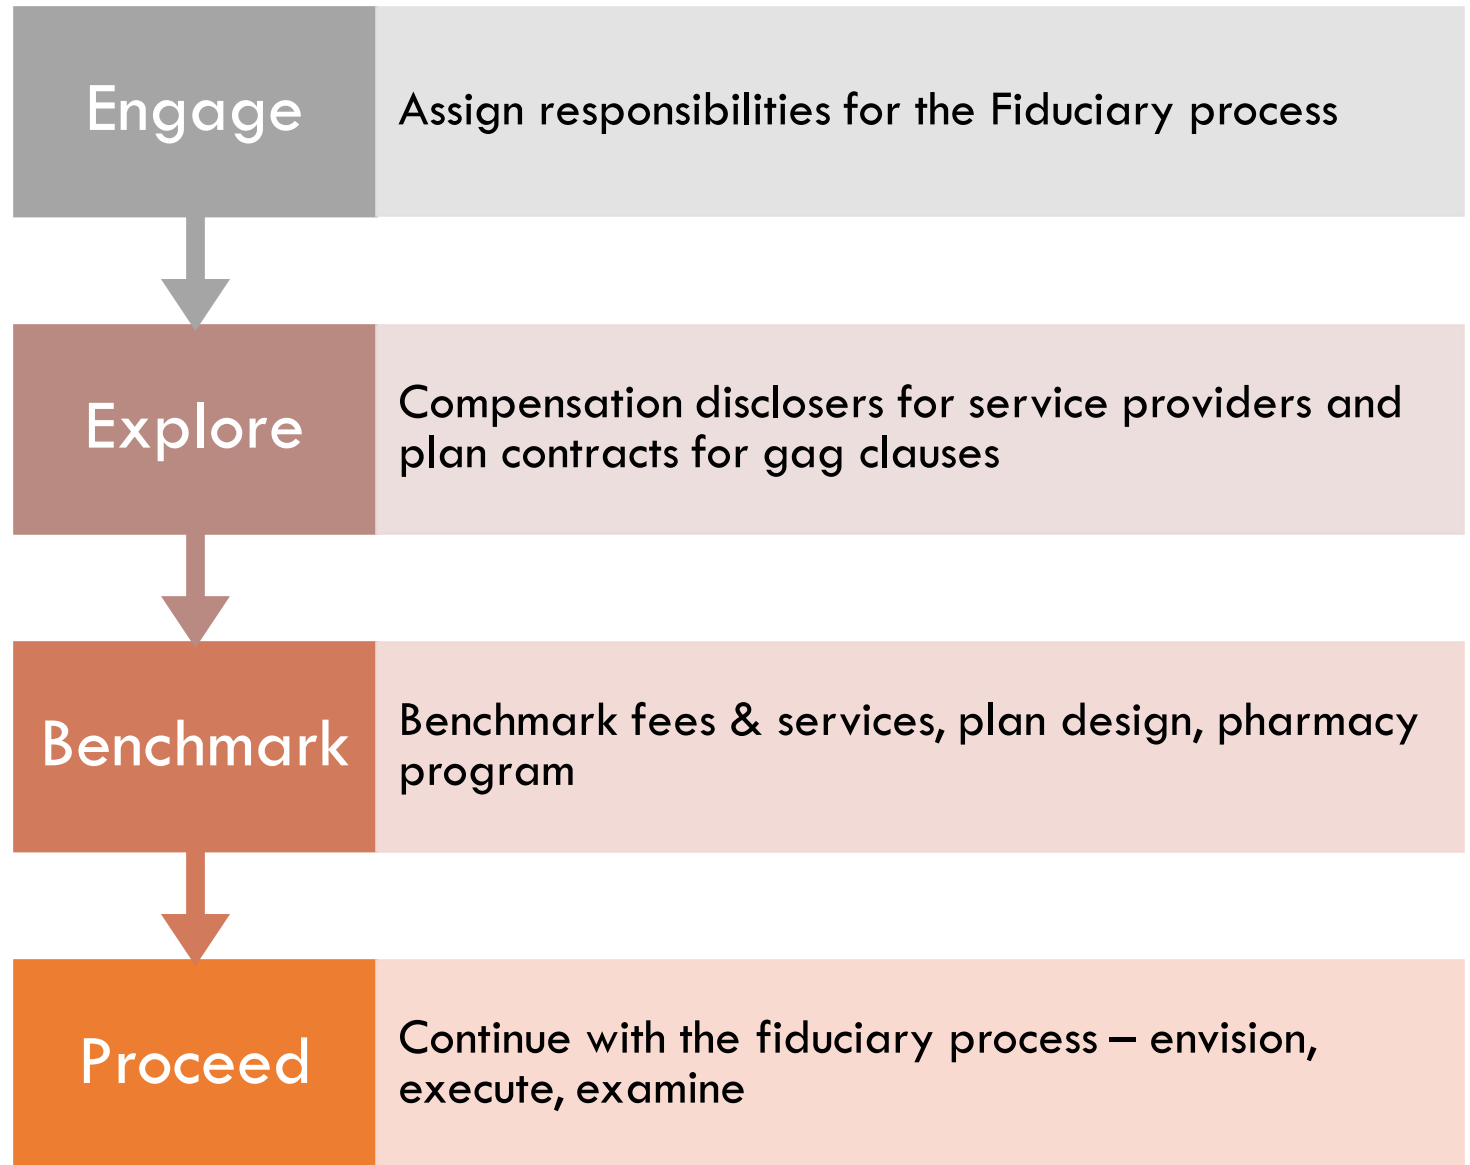 Engage
Assign responsibilities for the Fiduciary process
Explore
Compensation disclosers for service providers and
plan contracts for gag clauses
Benchmark
Benchmark fees & services, plan design, pharmacy
program
Proceed
Continue with the fiduciary process – envision,
execute, examine